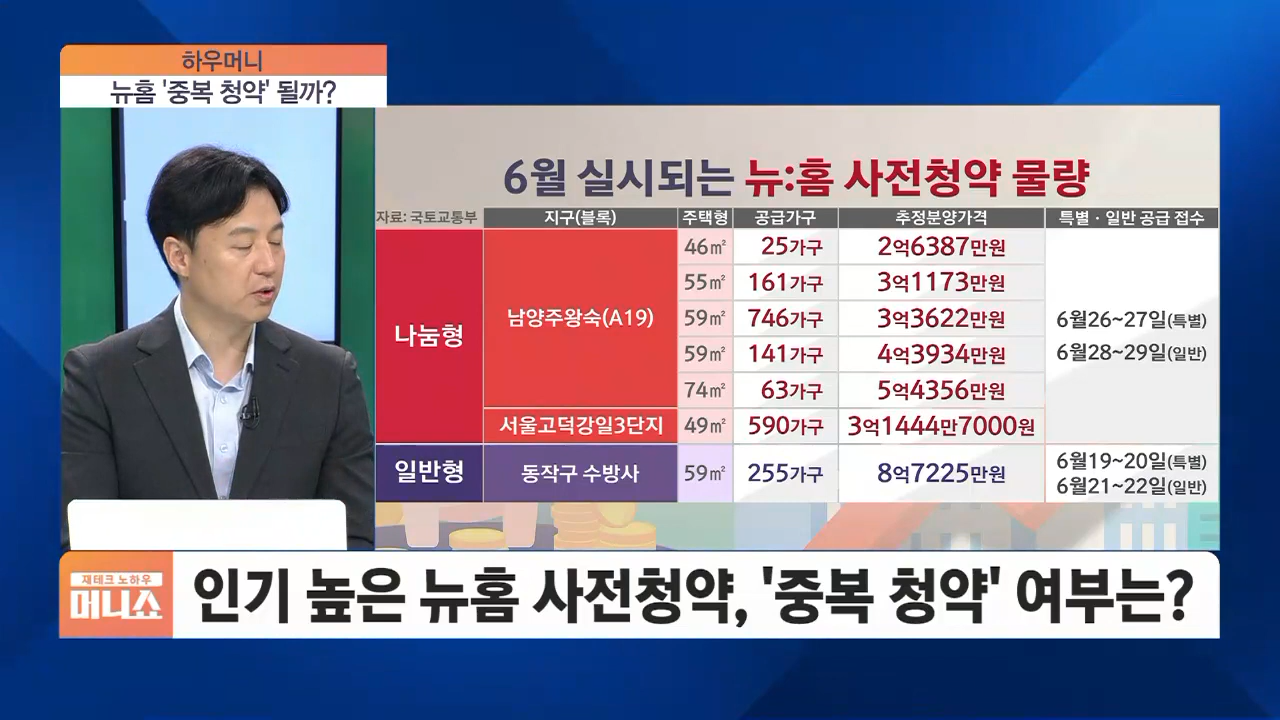 하우머니
뉴홈 '중복 청약' 될까?
6월 실시되는 뉴:홈 사전청약 물량
자료: 국토교통부 지구(블록) 주택형 공급가구 추정분양가격 특별·일반 공급 접수
나눔형 남양주왕숙(A19) 46㎡ 25가구 2억6387만원
55㎡ 161가구 3억1173만원
59㎡ 746가구 3억3622만원 6월26~27일(특별)
59㎡ 141가구 4억3934만원 6월28~29일(일반)
74㎡ 63가구 5억4356만원
서울고덕강일3단지 49㎡ 590가구 3억1444만7000원
일반형 동작구 수방사 59㎡ 255가구 8억7225만원 6월19~20일(특별)
6월21~22일(일반)
재테크 노하우
머니쇼
인기 높은 뉴홈 사전청약, '중복 청약' 여부는?